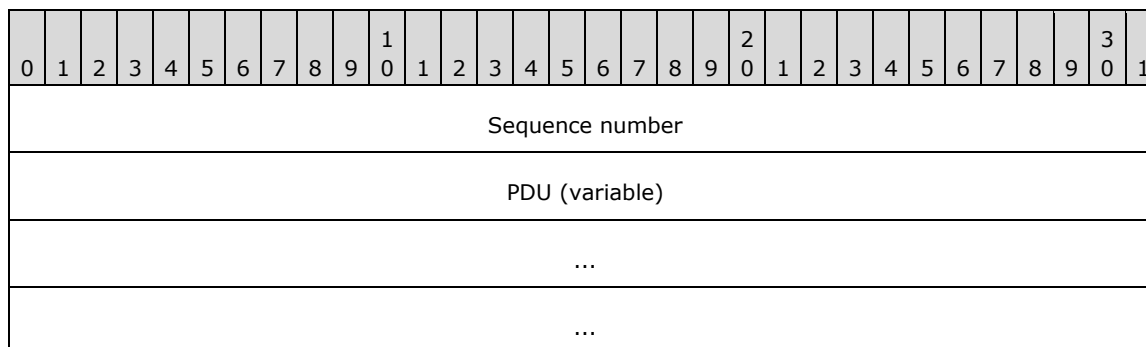 1 2 3
0 1 2 3 4 5 6 7 8 9 0 1 2 3 4 5 6 7 8 9 0 1 2 3 4 5 6 7 8 9 0 1
Sequence number
PDU (variable)
...
...